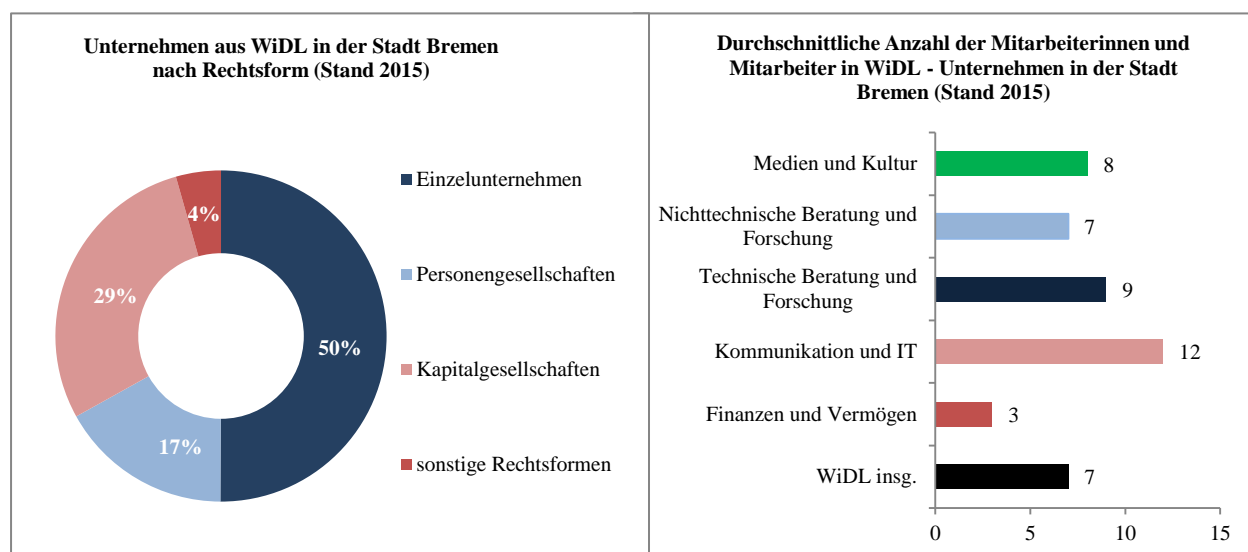 Unternehmen aus WiDL in der Stadt Bremen
nach Rechtsform (Stand 2015)
4%
29%
50%
17%
Einzelunternehmen
Personengesellschaften
Kapitalgesellschaften
sonstige Rechtsformen
Durchschnittliche Anzahl der Mitarbeiterinnen und
Mitarbeiter in WiDL - Unternehmen in der Stadt
Bremen (Stand 2015)
Medien und Kultur
8
Nichttechnische Beratung und
Forschung
7
Technische Beratung und
Forschung
9
Kommunikation und IT
12
Finanzen und Vermögen
3
WiDL insg.
7
0
5
10
15